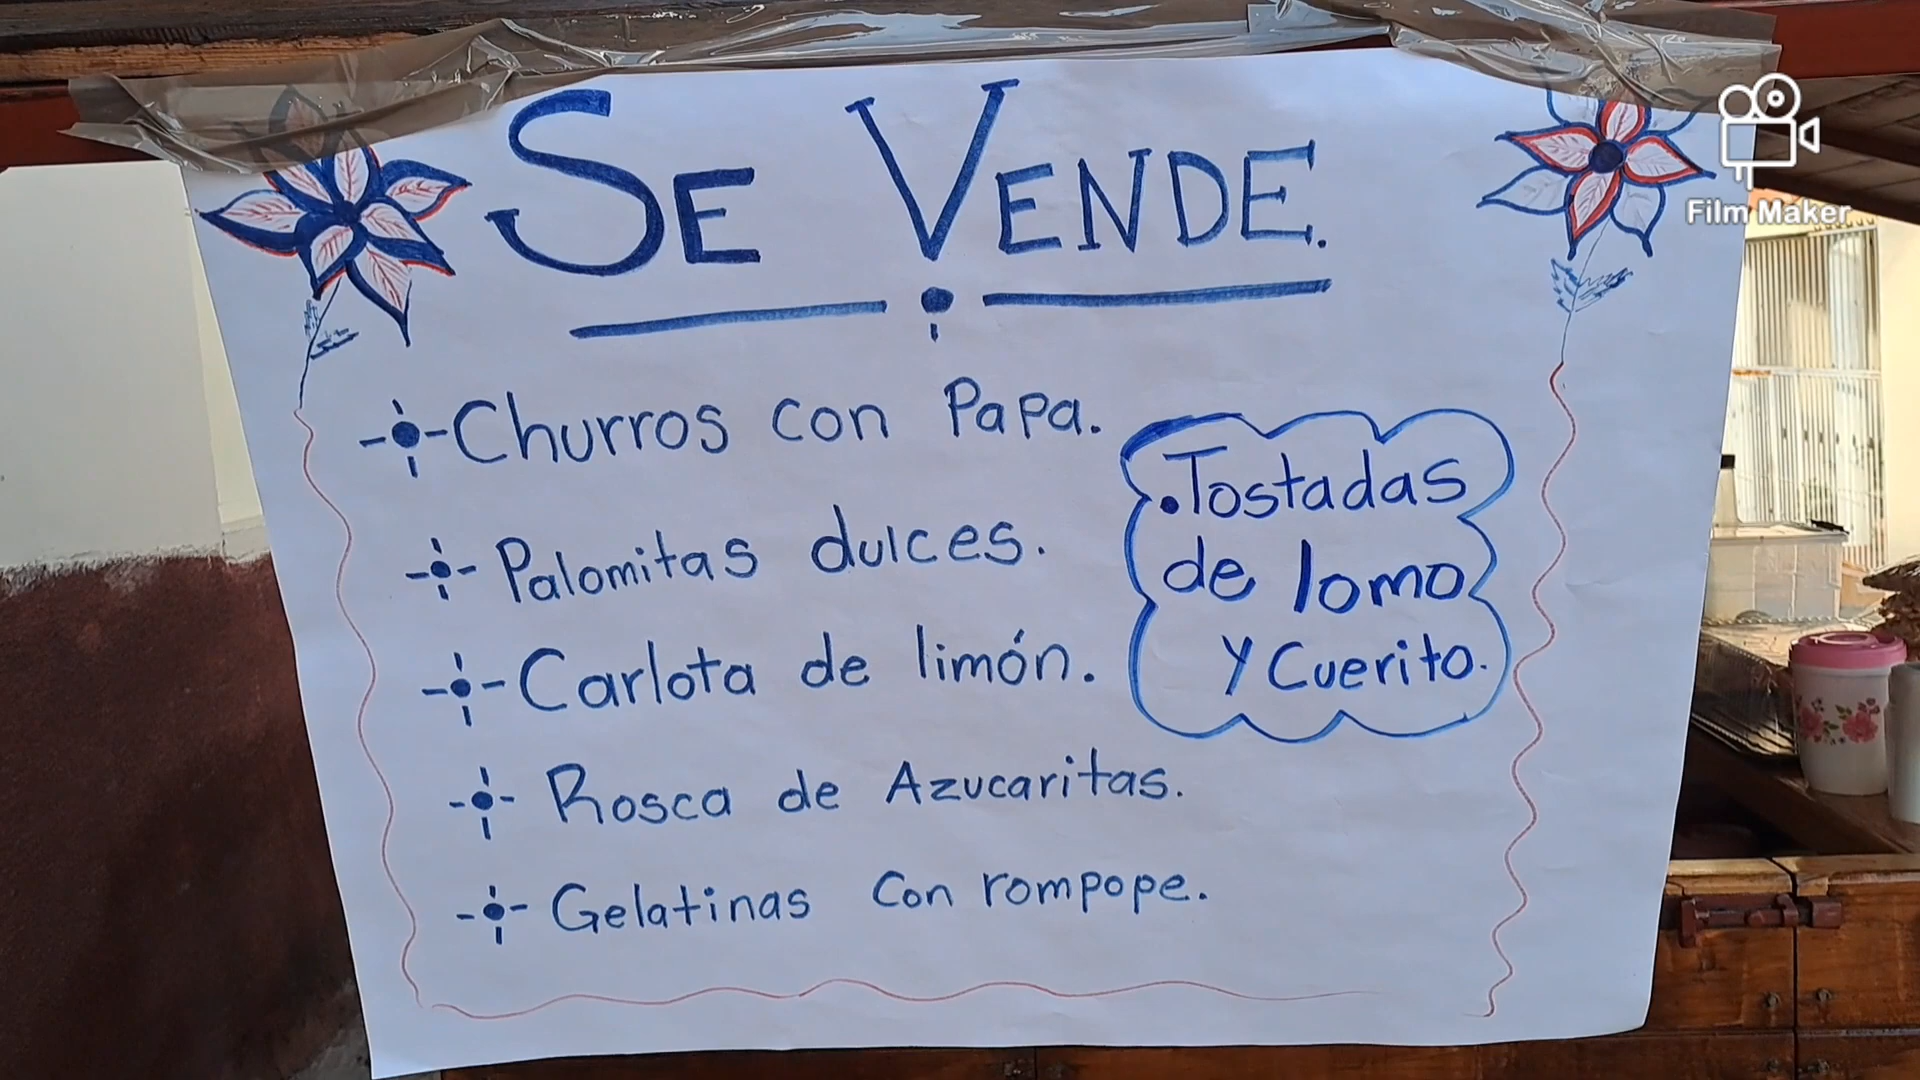 SE VENDE.
Churros con Papa.
Palomitas dulces.
Carlota de limón.
Rosca de Azucaritas.
Gelatinas con rompope.
.Tostadas
de lomo
y Cuerito.
Film Maker